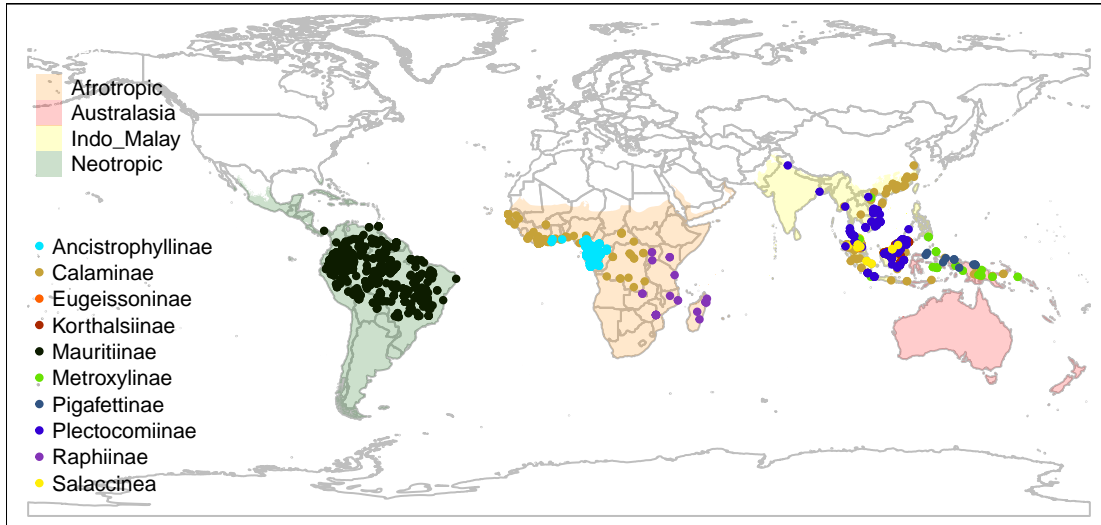 Afrotropic
Australasia
Indo_Malay
Neotropic
Ancistrophyllinae
Calaminae
Eugeissoninae
Korthalsiinae
Mauritiinae
Metroxylinae
Pigafettinae
Plectocomiinae
Raphiinae
Salaccinea